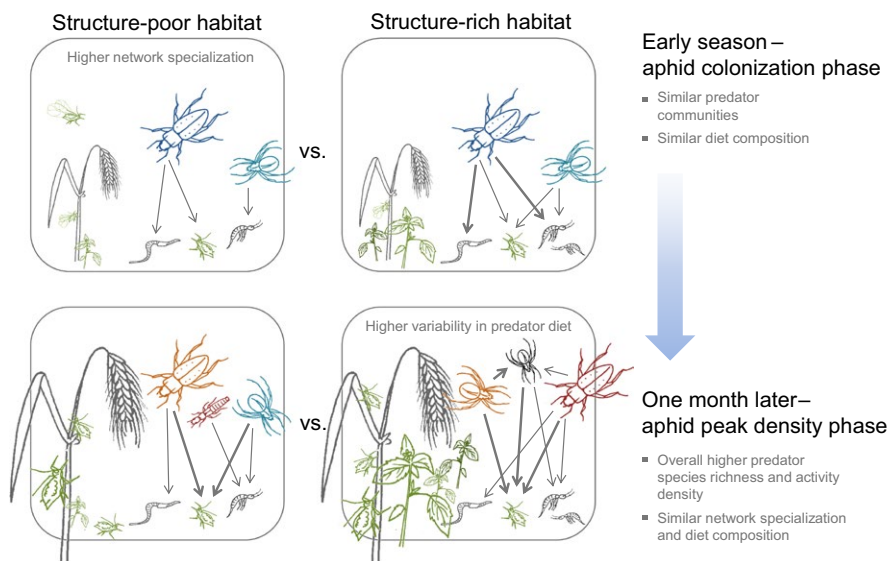 Structure-poor habitat
Structure-rich habitat
Higher network specialization
vs.
Early season –
aphid colonization phase
Similar predator
communities
Similar diet composition
Higher variability in predator diet
vs.
One month later–
aphid peak density phase
Overall higher predator
species richness and activity
density
Similar network specialization
and diet composition